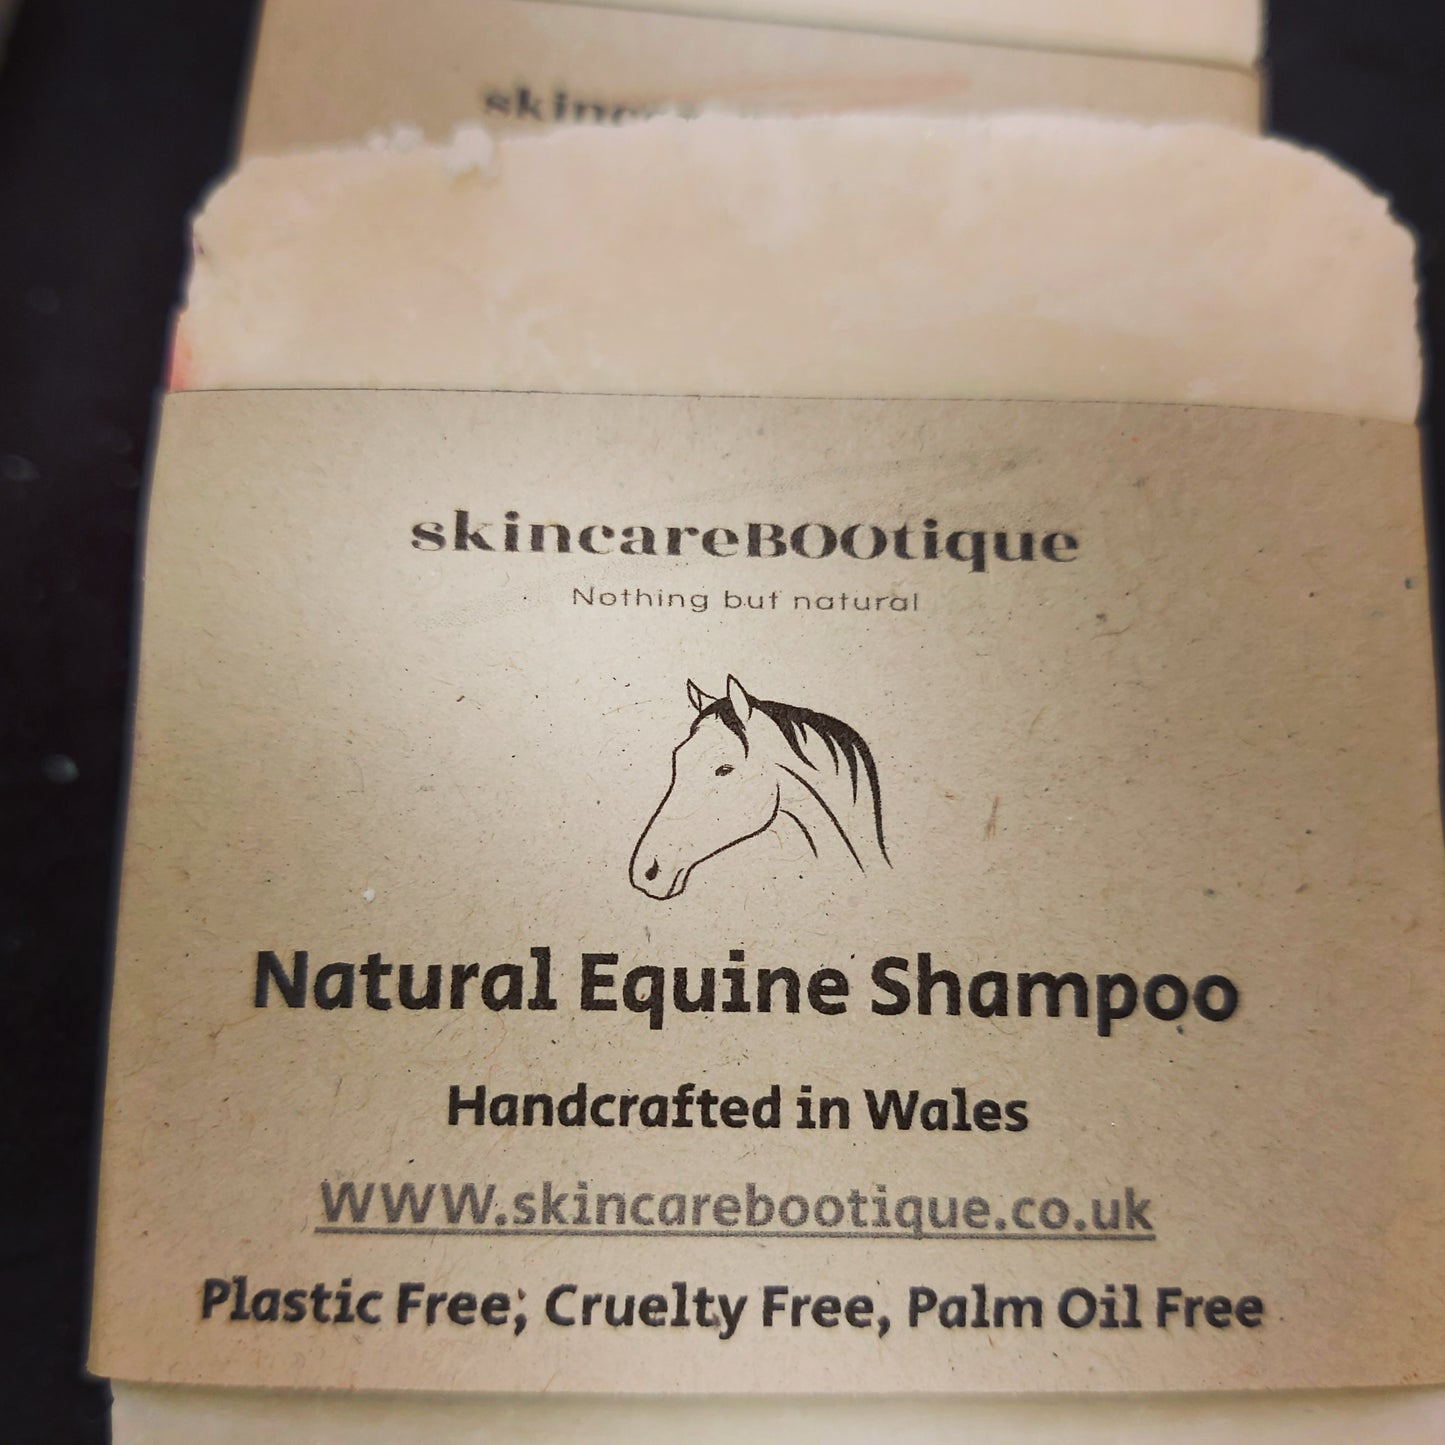 skincareBOOtique
Nothing but natural
Natural Equine Shampoo
Handcrafted in Wales
WWW.skincarebootique.co.uk
Plastic Free, Cruelty Free, Palm Oil Free